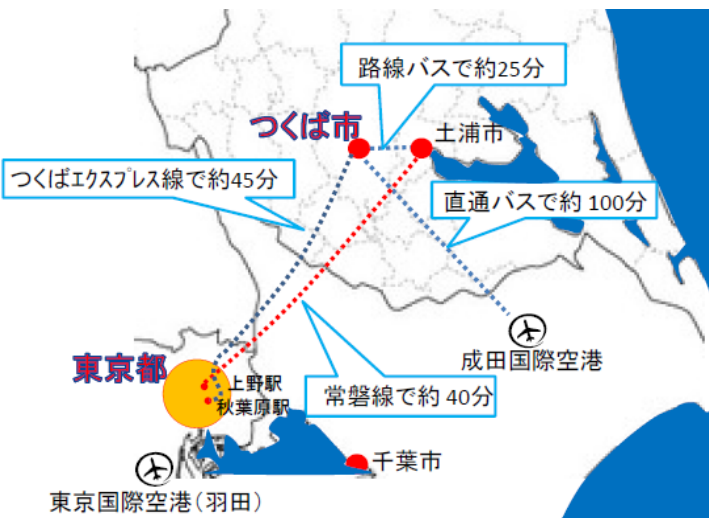 路線バスで約25分
つくば市
土浦市
つくばエクスプレス線で約45分
直通バスで約100分
成田国際空港
東京都
上野駅
秋葉原駅
常磐線で約40分
千葉市
東京国際空港(羽田)